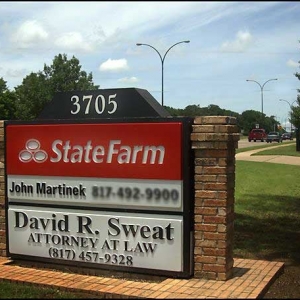 3705
State Farm
John Martinek 817-492-9900
David R. Sweat
ATTORNEY AT LAW
(817) 457-9328